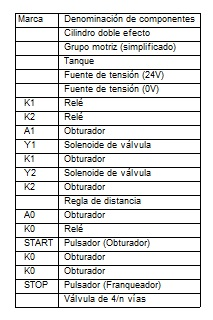 Marca Denominación de componentes
Cilindro doble efecto
Grupo motriz (simplificado)
Tanque
Fuente de tensión (24V)
Fuente de tensión (0V)
K1 Relé
K2 Relé
A1 Obturador
Y1 Solenoide de válvula
K1 Obturador
Y2 Solenoide de válvula
K2 Obturador
Regla de distancia
A0 Obturador
K0 Relé
START Pulsador (Obturador)
K0 Obturador
K0 Obturador
STOP Pulsador (Franqueador)
Válvula de 4/n vías